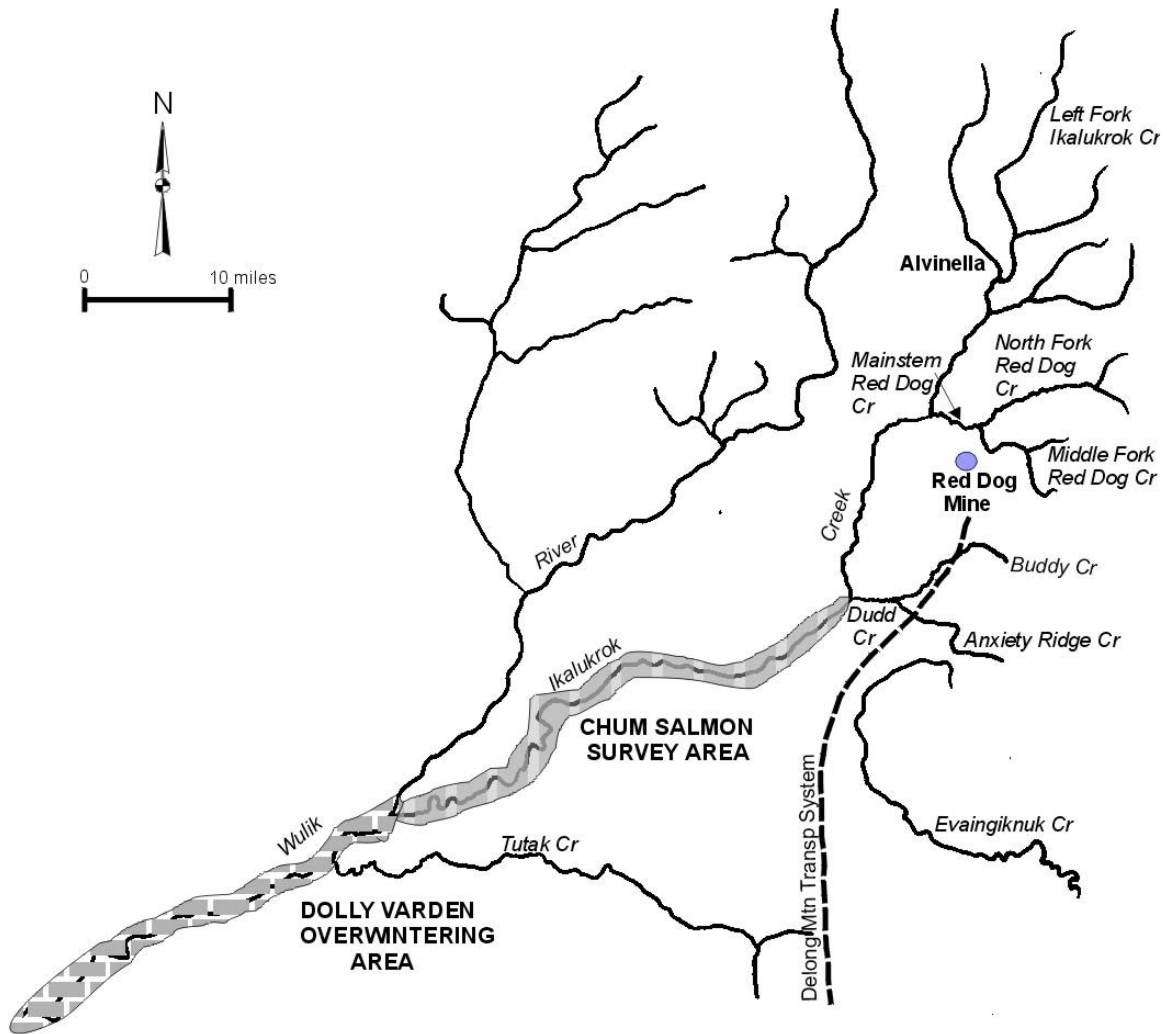 N
0 10 miles
Left Fork
Ikalukrok Cr
Alvinella
Mainstem
Red Dog
Cr
North Fork
Red Dog
Cr
Middle Fork
Red Dog Cr
Red Dog
Mine
Creek
River
Buddy Cr
Dudd
Cr
Anxiety Ridge Cr
Ikalukrok
CHUM SALMON
SURVEY AREA
Delong Mtn Transp System
Evaingiknuk Cr
Wulik
Tutak Cr
DOLLY VARDEN
OVERWINTERING
AREA